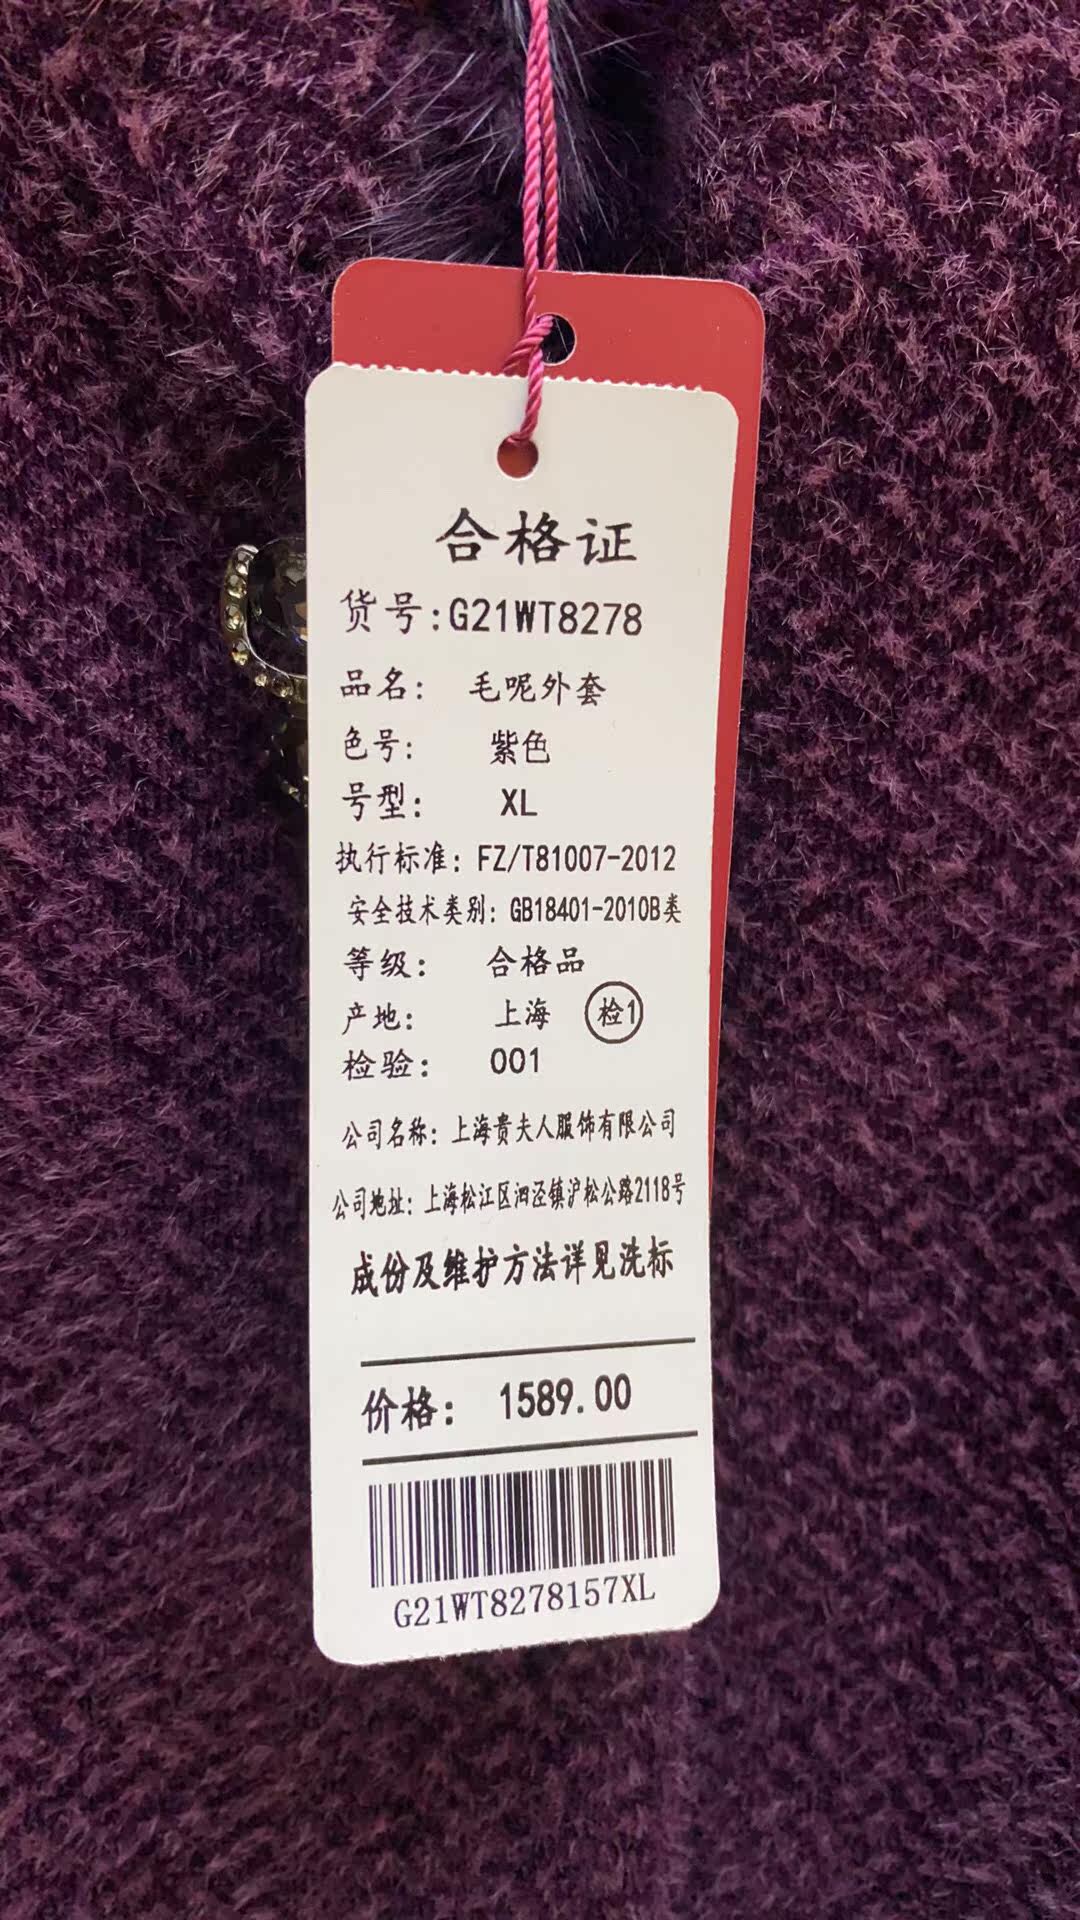 合格证
货号:G21WT8278
品名: 毛呢外套
色号: 紫色
号型: XL
执行标准: FZ/T81007-2012
安全技术类别: GB18401-2010B类
等级: 合格品
产地: 上海 检1
检验: 001
公司名称: 上海贵夫人服饰有限公司
公司地址: 上海松江区泗泾镇沪松公路2118号
成份及维护方法详见洗标
价格: 1589.00
G21WT8278157XL